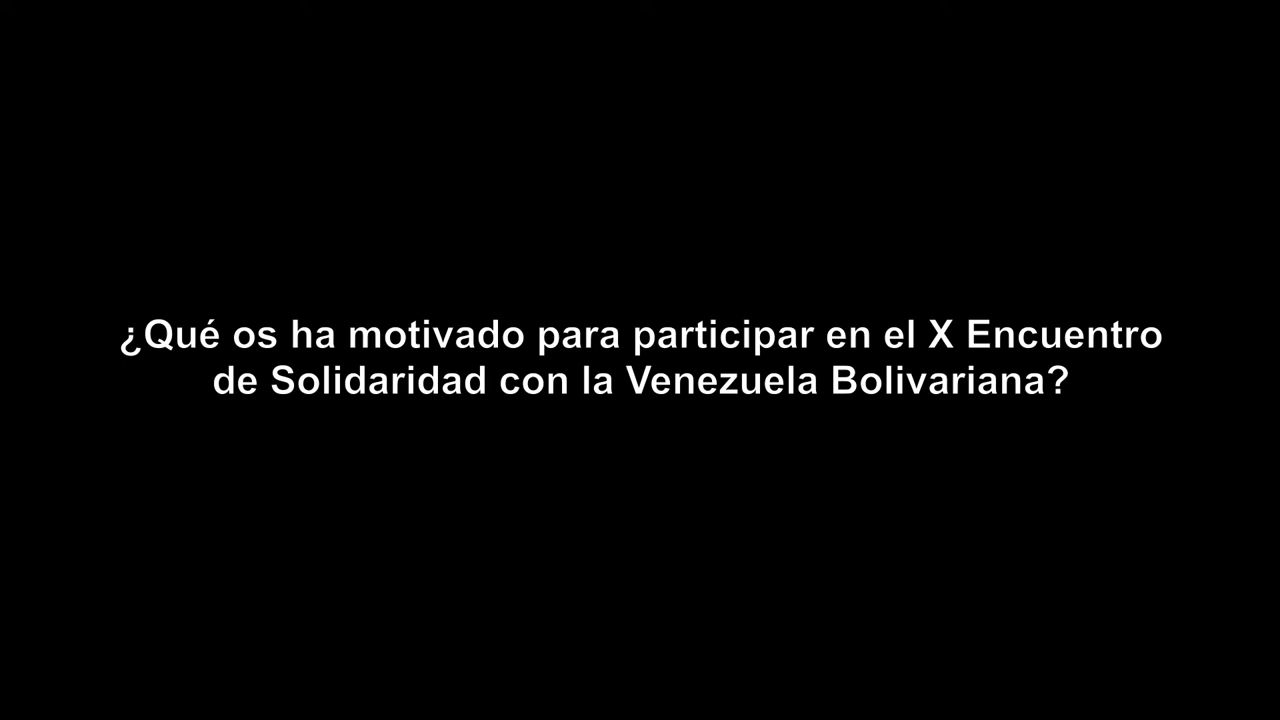 ¿Qué os ha motivado para participar en el X Encuentro
de Solidaridad con la Venezuela Bolivariana?